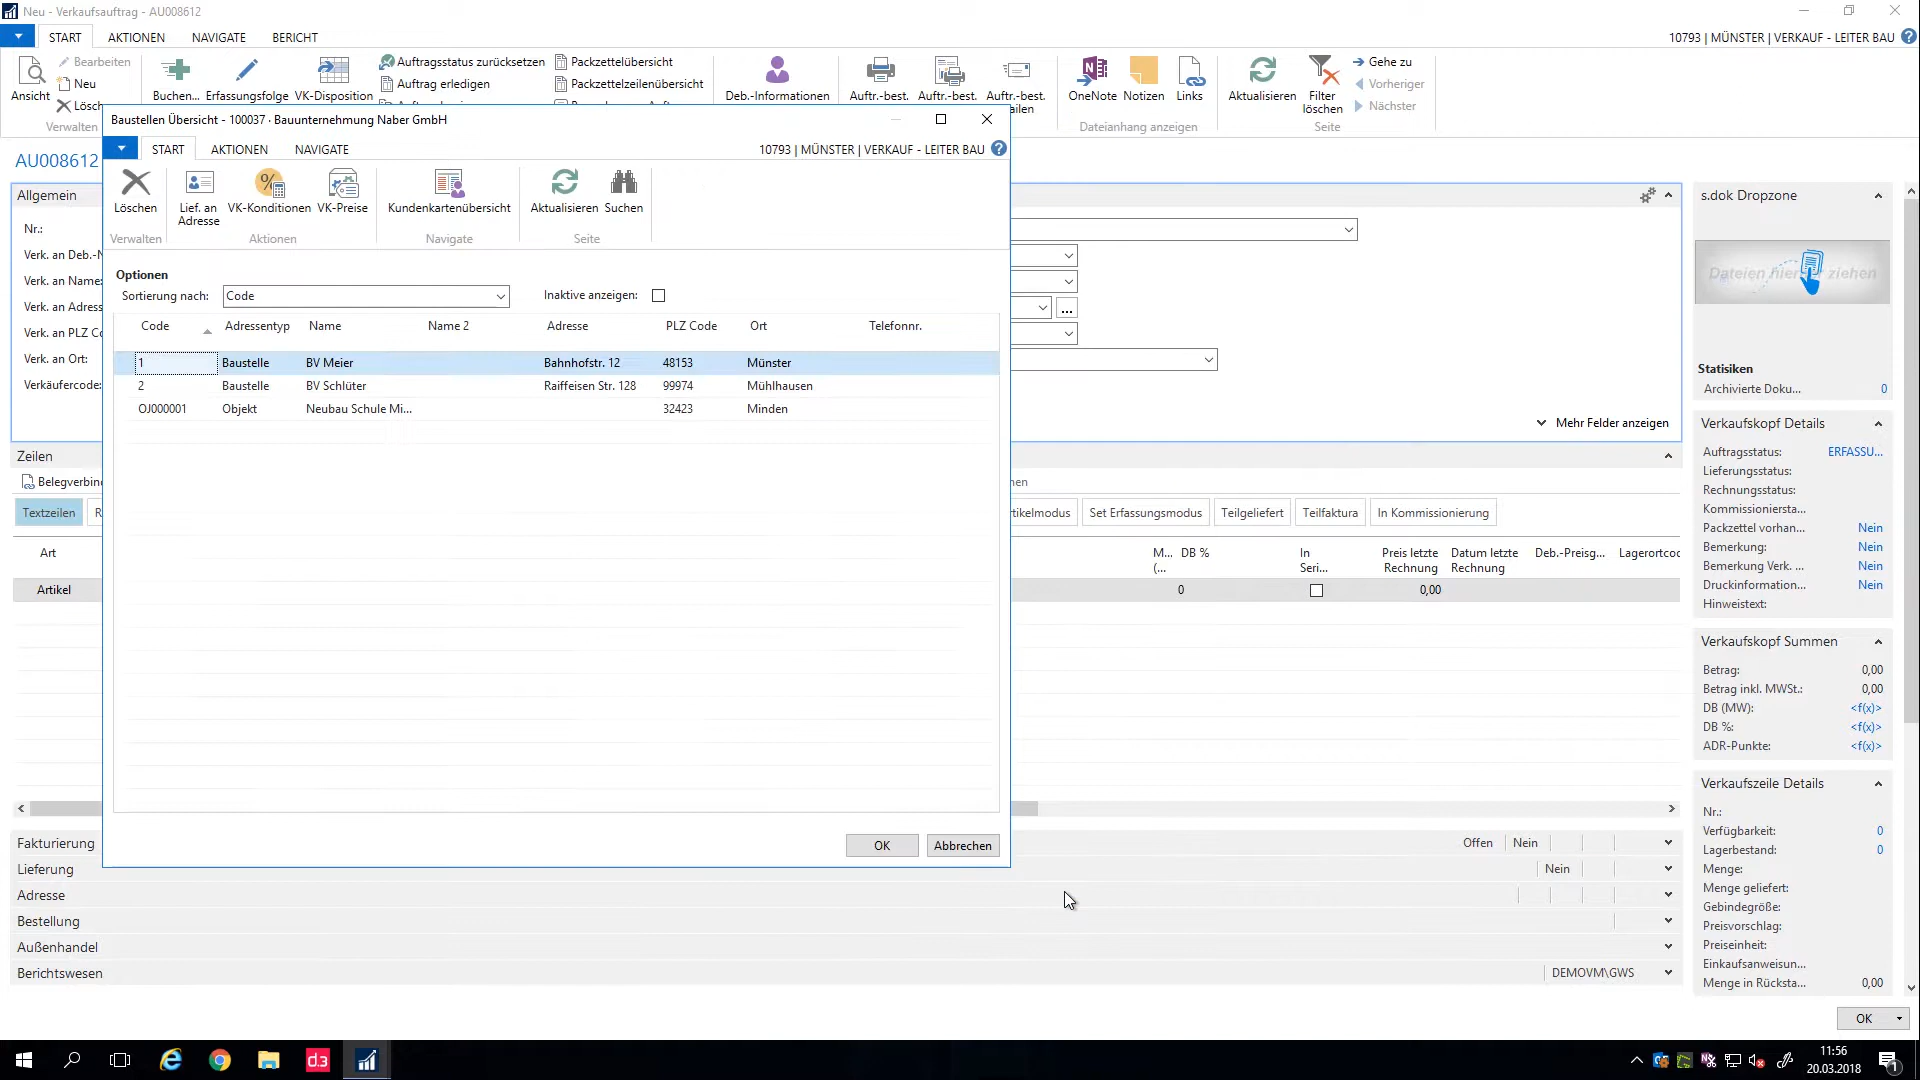 Neu - Verkaufsauftrag - AU008612
START AKTIONEN NAVIGATE BERICHT
10793 | MÜNSTER | VERKAUF - LEITER BAU
Ansicht
Bearbeiten
Neu
Lösch
Verwalten
Buchen...
Erfassungsfolge
VK-Disposition
Auftragsstatus zurücksetzen
Auftrag erledigen
Packzettelübersicht
Packzettelzeilenübersicht
Deb.-Informationen
Auftr.-best.
Auftr.-best.
Auftr.-best.
ailen
OneNote
Notizen
Links
Dateianhang anzeigen
Aktualisieren
Filter löschen
Gehe zu
Vorheriger
Nächster
Seite
AU008612
Baustellen Übersicht - 100037 · Bauunternehmung Naber GmbH
START AKTIONEN NAVIGATE
10793 | MÜNSTER | VERKAUF - LEITER BAU
Löschen
Verwalten
Lief. an Adresse
VK-Konditionen
VK-Preise
Aktionen
Kundenkartenübersicht
Navigate
Aktualisieren
Suchen
Seite
Optionen
Sortierung nach: Code
Inaktive anzeigen:
Code Adressentyp Name Name 2 Adresse PLZ Code Ort Telefonnr.
1 Baustelle BV Meier Bahnhofstr. 12 48153 Münster
2 Baustelle BV Schlüter Raiffeisen Str. 128 99974 Mühlhausen
OJ000001 Objekt Neubau Schule Mi... 32423 Minden
OK Abbrechen
Allgemein
Nr.:
Verk. an Deb.-N
Verk. an Name:
Verk. an Adress
Verk. an PLZ Co
Verk. an Ort:
Verkäufercode:
...
Mehr Felder anzeigen
Zeilen
Belegverbind
nen
Textzeilen R
rtikelmodus Set Erfassungsmodus Teilgeliefert Teilfaktura In Kommissionierung
Art
M... (... DB % In Seri... Preis letzte Rechnung Datum letzte Rechnung Deb.-Preisg... Lagerortcoc
Artikel 0 0,00
Fakturierung Offen Nein
Lieferung Nein
Adresse
Bestellung
Außenhandel
Berichtswesen DEMOVM\GWS
s.dok Dropzone
Dateien hierher ziehen
Statisiken
Archivierte Doku... 0
Verkaufskopf Details
Auftragsstatus: ERFASSU...
Lieferungsstatus:
Rechnungsstatus:
Kommissioniersta...
Packzettel vorhan... Nein
Bemerkung: Nein
Bemerkung Verk. ... Nein
Druckinformation... Nein
Hinweistext:
Verkaufskopf Summen
Betrag: 0,00
Betrag inkl. MWSt.: 0,00
DB (MW): <f(x)>
DB %: <f(x)>
ADR-Punkte: <f(x)>
Verkaufszeile Details
Nr.:
Verfügbarkeit: 0
Lagerbestand: 0
Menge:
Menge geliefert:
Gebindegröße:
Preisvorschlag:
Preiseinheit:
Einkaufsanweisun...
Menge in Rücksta... 0,00
OK
d.3
11:56
20.03.2018
1